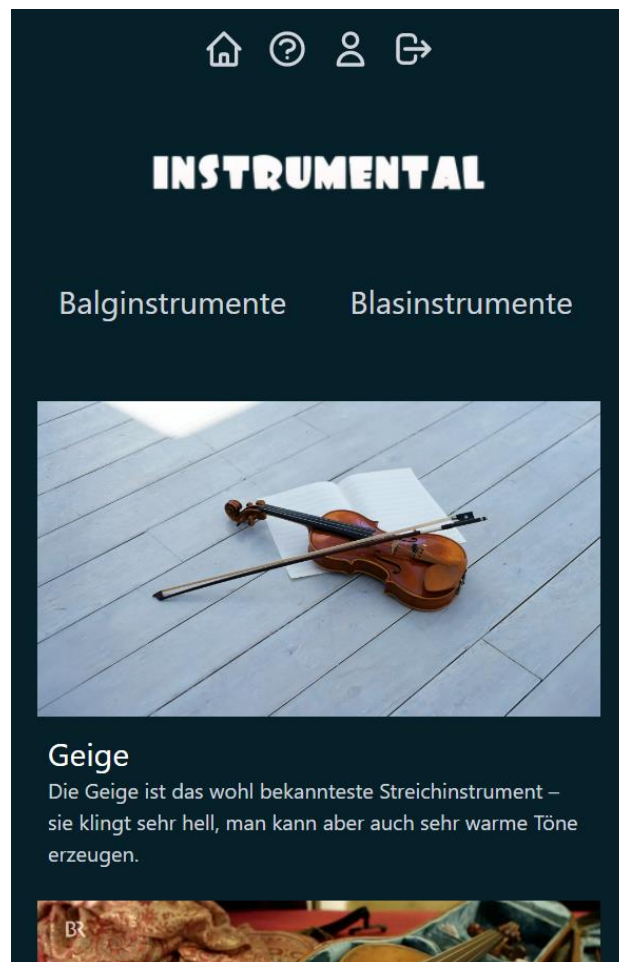 INSTRUMENTAL
Balginstrumente Blasinstrumente
Geige
Die Geige ist das wohl bekannteste Streichinstrument –
sie klingt sehr hell, man kann aber auch sehr warme Töne
erzeugen.
BR